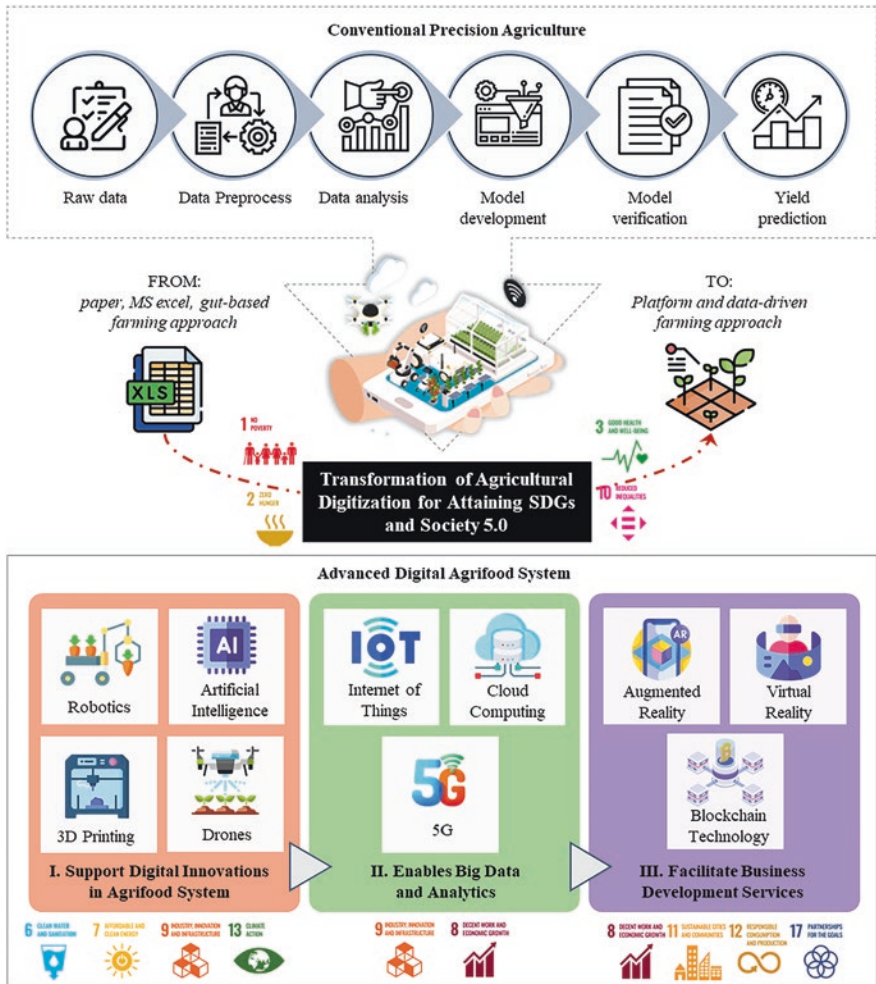 Conventional Precision Agriculture
Raw data
Data Preprocess
Data analysis
Model
development
Model
verification
Yield
prediction
FROM:
paper, MS excel, gut-based
farming approach
TO:
Platform and data-driven
farming approach
XLS
1 NO
POVERTY
2 ZERO
HUNGER
3 GOOD HEALTH
AND WELL-BEING
10 REDUCED
INEQUALITIES
Transformation of Agricultural
Digitization for Attaining SDGs
and Society 5.0
Advanced Digital Agrifood System
Robotics
AI
Artificial
Intelligence
3D Printing
Drones
I. Support Digital Innovations
in Agrifood System
IOT
Internet of
Things
Cloud
Computing
5G
5G
II. Enables Big Data
and Analytics
AR
Augmented
Reality
Virtual
Reality
Blockchain
Technology
III. Facilitate Business
Development Services
6 CLEAN WATER
AND SANITATION
7 AFFORDABLE AND
CLEAN ENERGY
9 INDUSTRY, INNOVATION
AND INFRASTRUCTURE
13 CLIMATE
ACTION
9 INDUSTRY, INNOVATION
AND INFRASTRUCTURE
8 DECENT WORK AND
ECONOMIC GROWTH
8 DECENT WORK AND
ECONOMIC GROWTH
11 SUSTAINABLE CITIES
AND COMMUNITIES
12 RESPONSIBLE
CONSUMPTION
AND PRODUCTION
17 PARTNERSHIPS
FOR THE GOALS